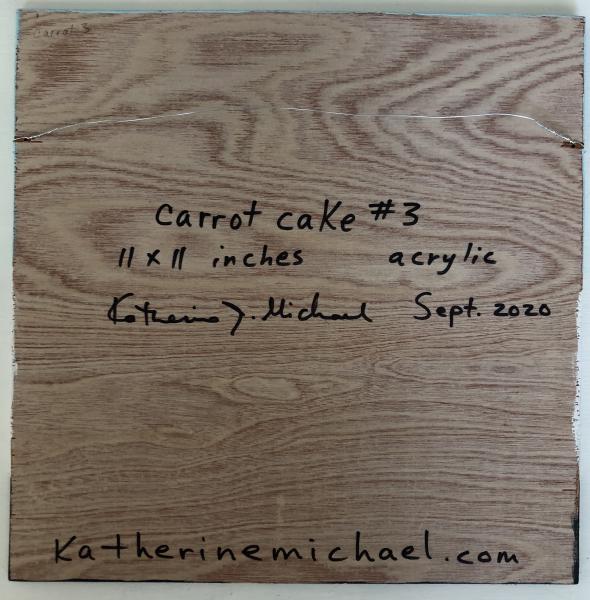 Carrot 3
Carrot cake #3
11 x 11 inches acrylic
Katherine J. Michael Sept. 2020
Katherinemichael.com